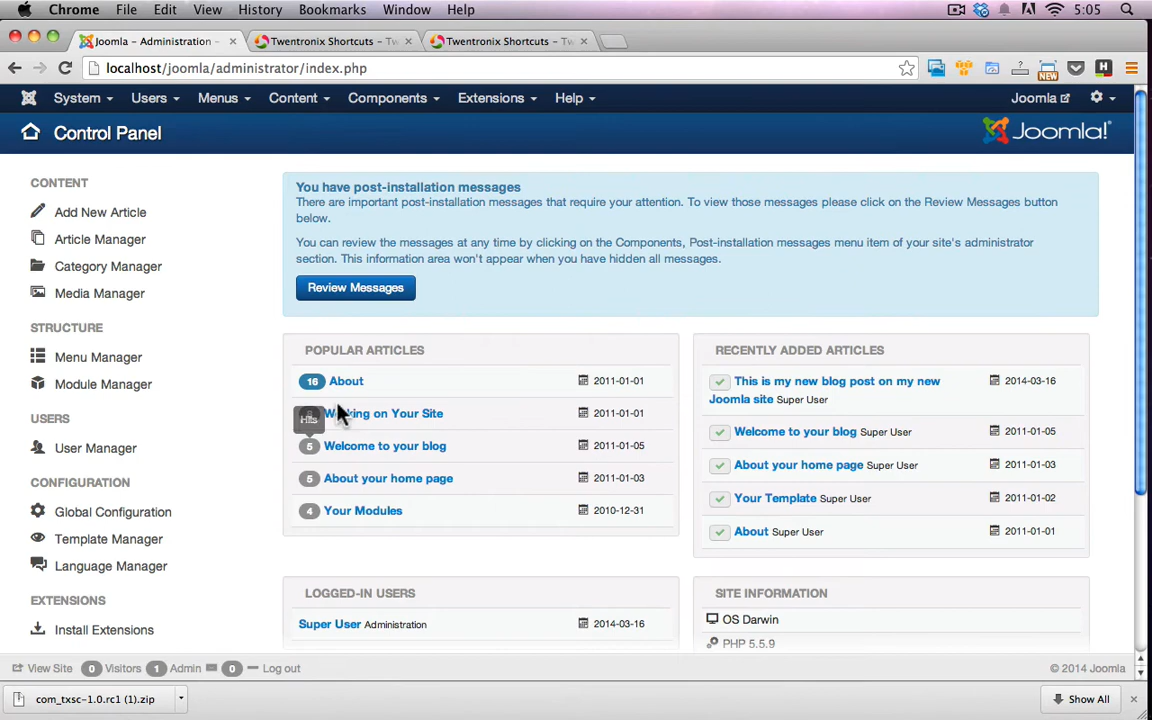 Chrome File Edit View History Bookmarks Window Help 5:05
Joomla - Administration - Twentronix Shortcuts - Tw Twentronix Shortcuts - Tw
localhost/joomla/administrator/index.php NEW H
System Users Menus Content Components Extensions Help Joomla
Control Panel Joomla!®
CONTENT
Add New Article
Article Manager
Category Manager
Media Manager
STRUCTURE
Menu Manager
Module Manager
USERS
User Manager
CONFIGURATION
Global Configuration
Template Manager
Language Manager
EXTENSIONS
Install Extensions
You have post-installation messages
There are important post-installation messages that require your attention. To view those messages please click on the Review Messages button
below.
You can review the messages at any time by clicking on the Components, Post-installation messages menu item of your site's administrator
section. This information area won't appear when you have hidden all messages.
Review Messages
POPULAR ARTICLES
16 About 2011-01-01
Working on Your Site 2011-01-01
Hits
5 Welcome to your blog 2011-01-05
5 About your home page 2011-01-03
4 Your Modules 2010-12-31
RECENTLY ADDED ARTICLES
This is my new blog post on my new 2014-03-16
Joomla site Super User
Welcome to your blog Super User 2011-01-05
About your home page Super User 2011-01-03
Your Template Super User 2011-01-02
About Super User 2011-01-01
LOGGED-IN USERS
Super User Administration 2014-03-16
SITE INFORMATION
OS Darwin
PHP 5.5.9
View Site 0 Visitors 1 Admin 0 Log out © 2014 Joomla
com_txsc-1.0.rc1 (1).zip Show All